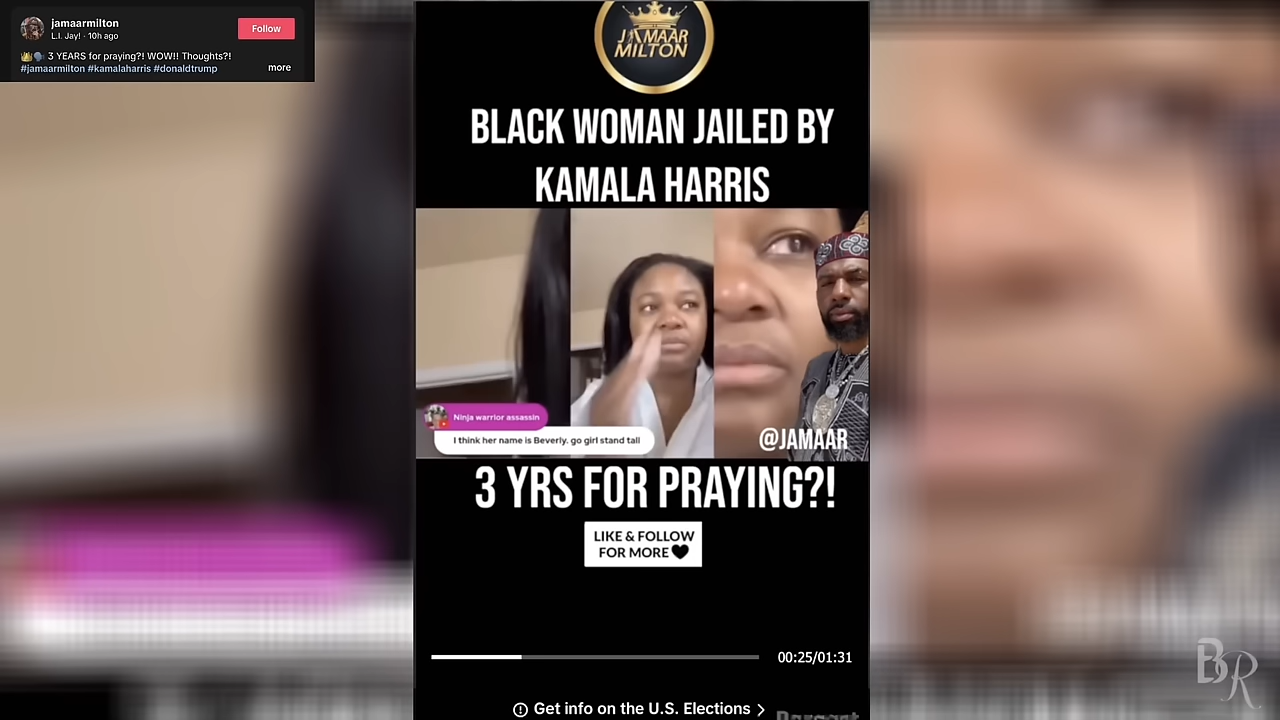 jamaarmilton
L.I. Jay! · 10h ago
Follow
👑🗣️ 3 YEARS for praying?! WOW!! Thoughts?!
#jamaarmilton #kamalaharris #donaldtrump
more
JAMAAR
MILTON
BLACK WOMAN JAILED BY
KAMALA HARRIS
Ninja warrior assassin
I think her name is Beverly. go girl stand tall
@JAMAAR
3 YRS FOR PRAYING?!
LIKE & FOLLOW
FOR MORE🖤
00:25/01:31
Get info on the U.S. Elections >
BR